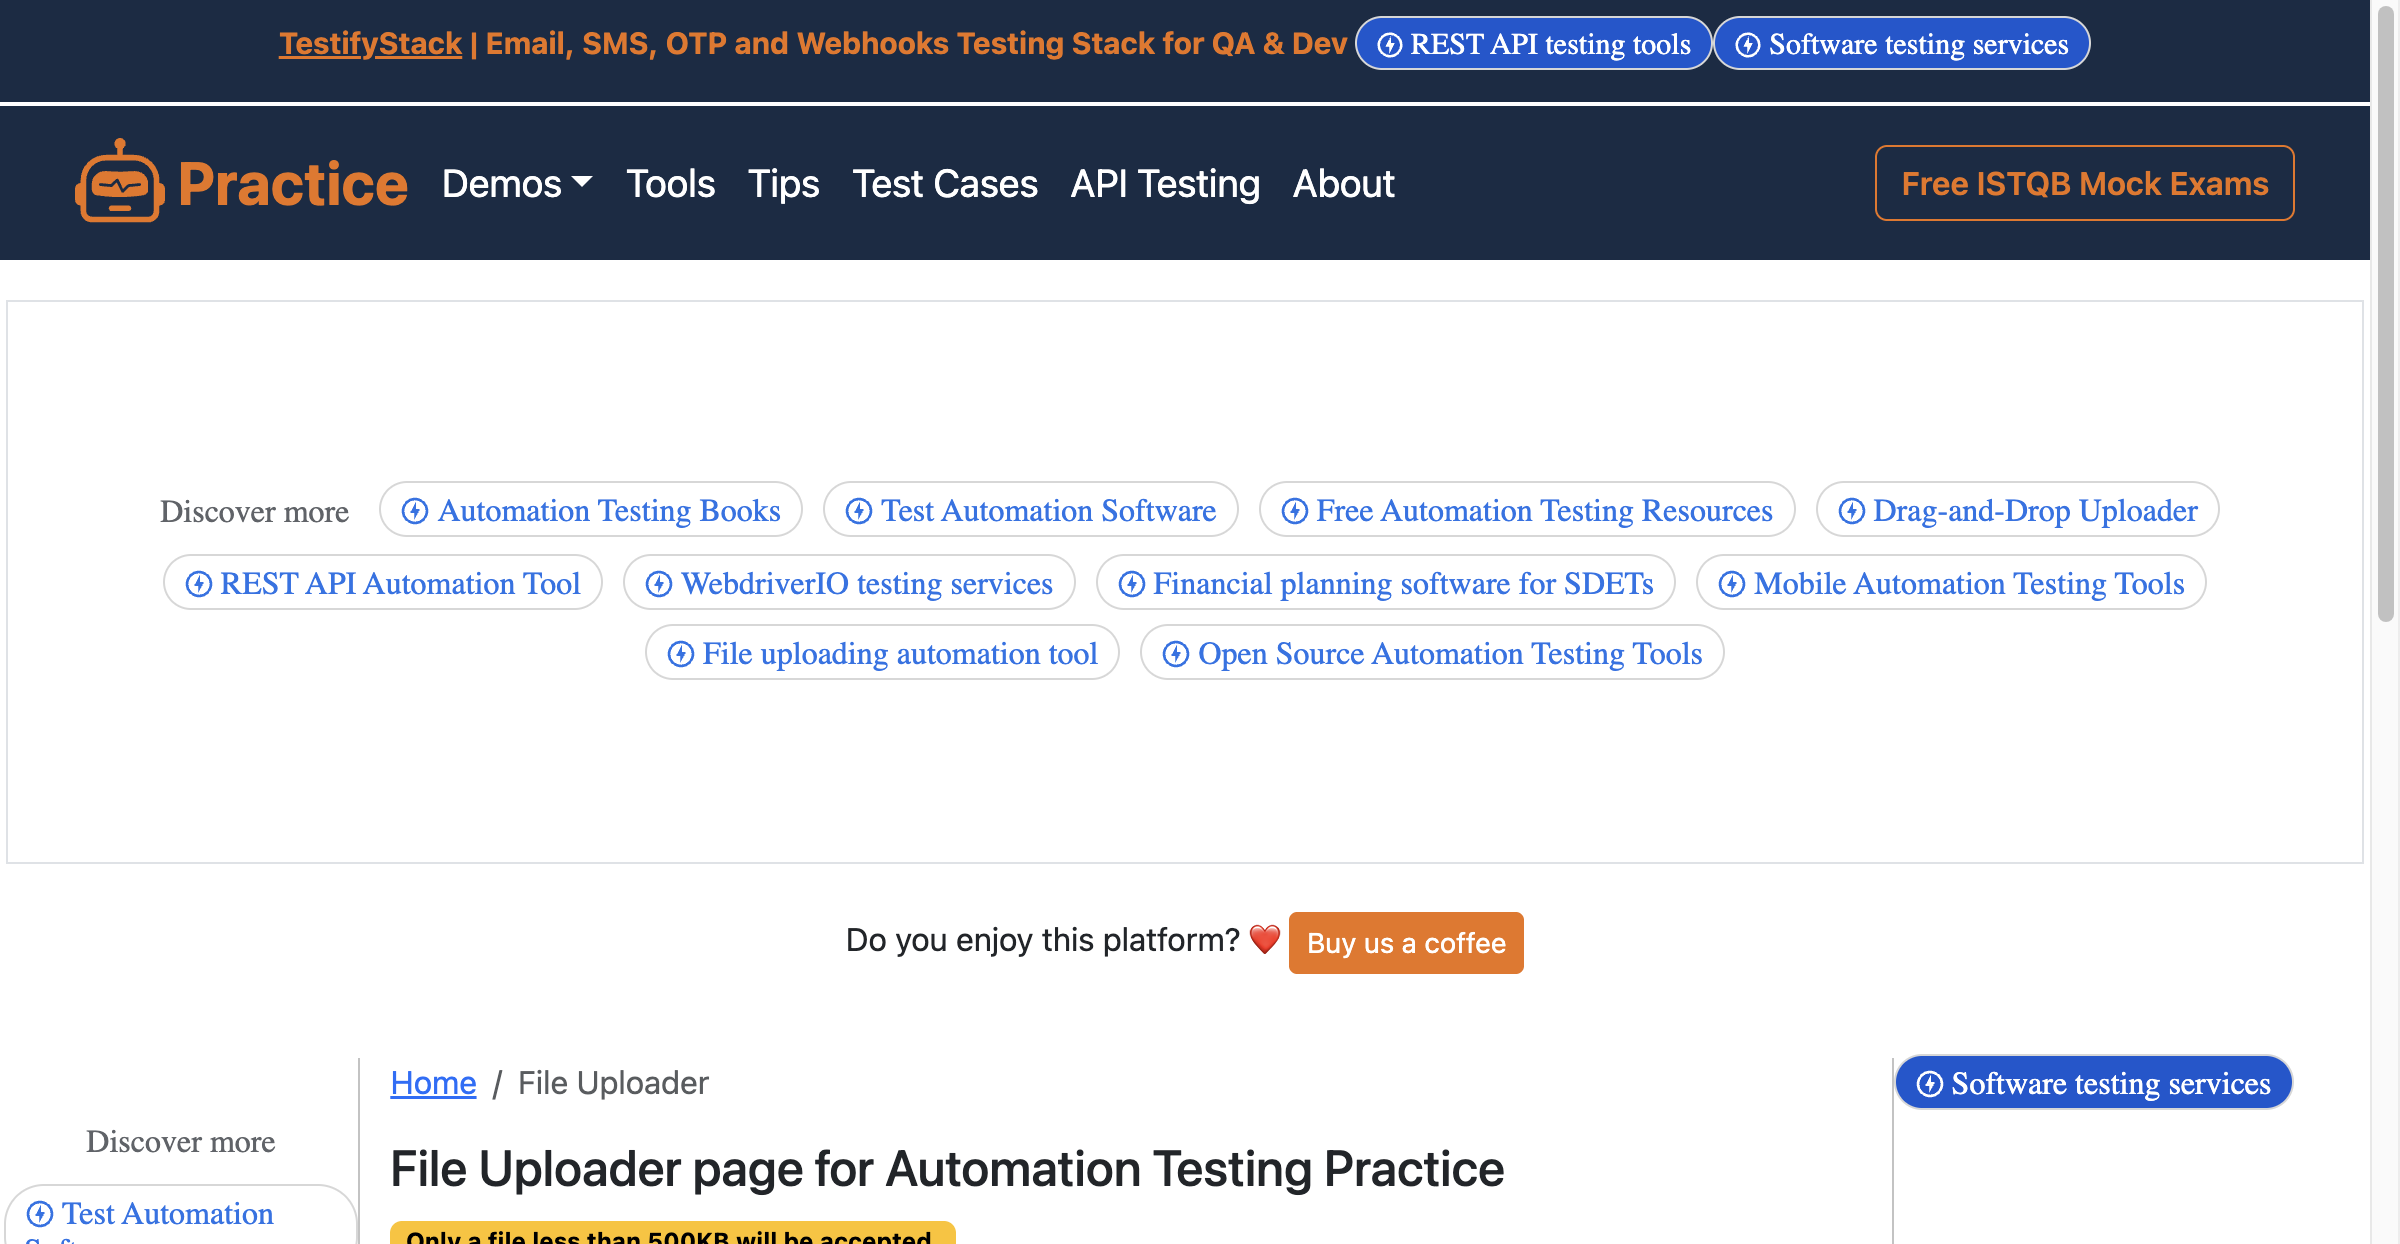 TestifyStack | Email, SMS, OTP and Webhooks Testing Stack for QA & Dev REST API testing tools Software testing services
Practice Demos Tools Tips Test Cases API Testing About Free ISTQB Mock Exams
Discover more Automation Testing Books Test Automation Software Free Automation Testing Resources Drag-and-Drop Uploader
REST API Automation Tool WebdriverIO testing services Financial planning software for SDETs Mobile Automation Testing Tools
File uploading automation tool Open Source Automation Testing Tools
Do you enjoy this platform? ❤️ Buy us a coffee
Home / File Uploader
Software testing services
Discover more
File Uploader page for Automation Testing Practice
Test Automation
Only a file less than 500KB will be accepted.